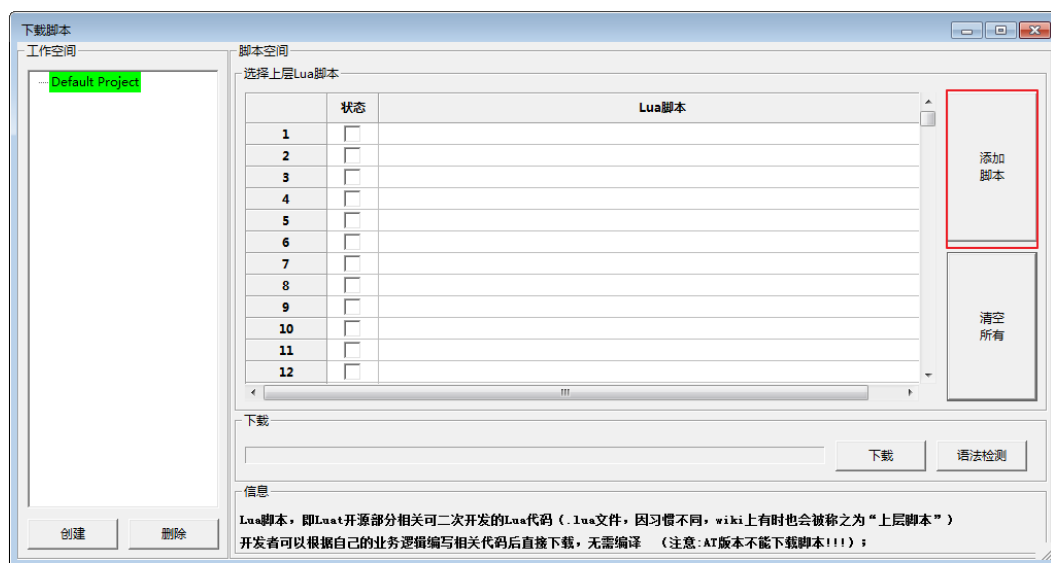 下载脚本
工作空间
Default Project
创建
删除
脚本空间
选择上层Lua脚本
状态 Lua脚本
1
2
3
4
5
6
7
8
9
10
11
12
添加
脚本
清空
所有
下载
下载
语法检测
信息
Lua脚本，即Luat开源部分相关可二次开发的Lua代码（.lua文件，因习惯不同，wiki上有时也会被称之为“上层脚本”）
开发者可以根据自己的业务逻辑编写相关代码后直接下载，无需编译 （注意:AT版本不能下载脚本!!!）;